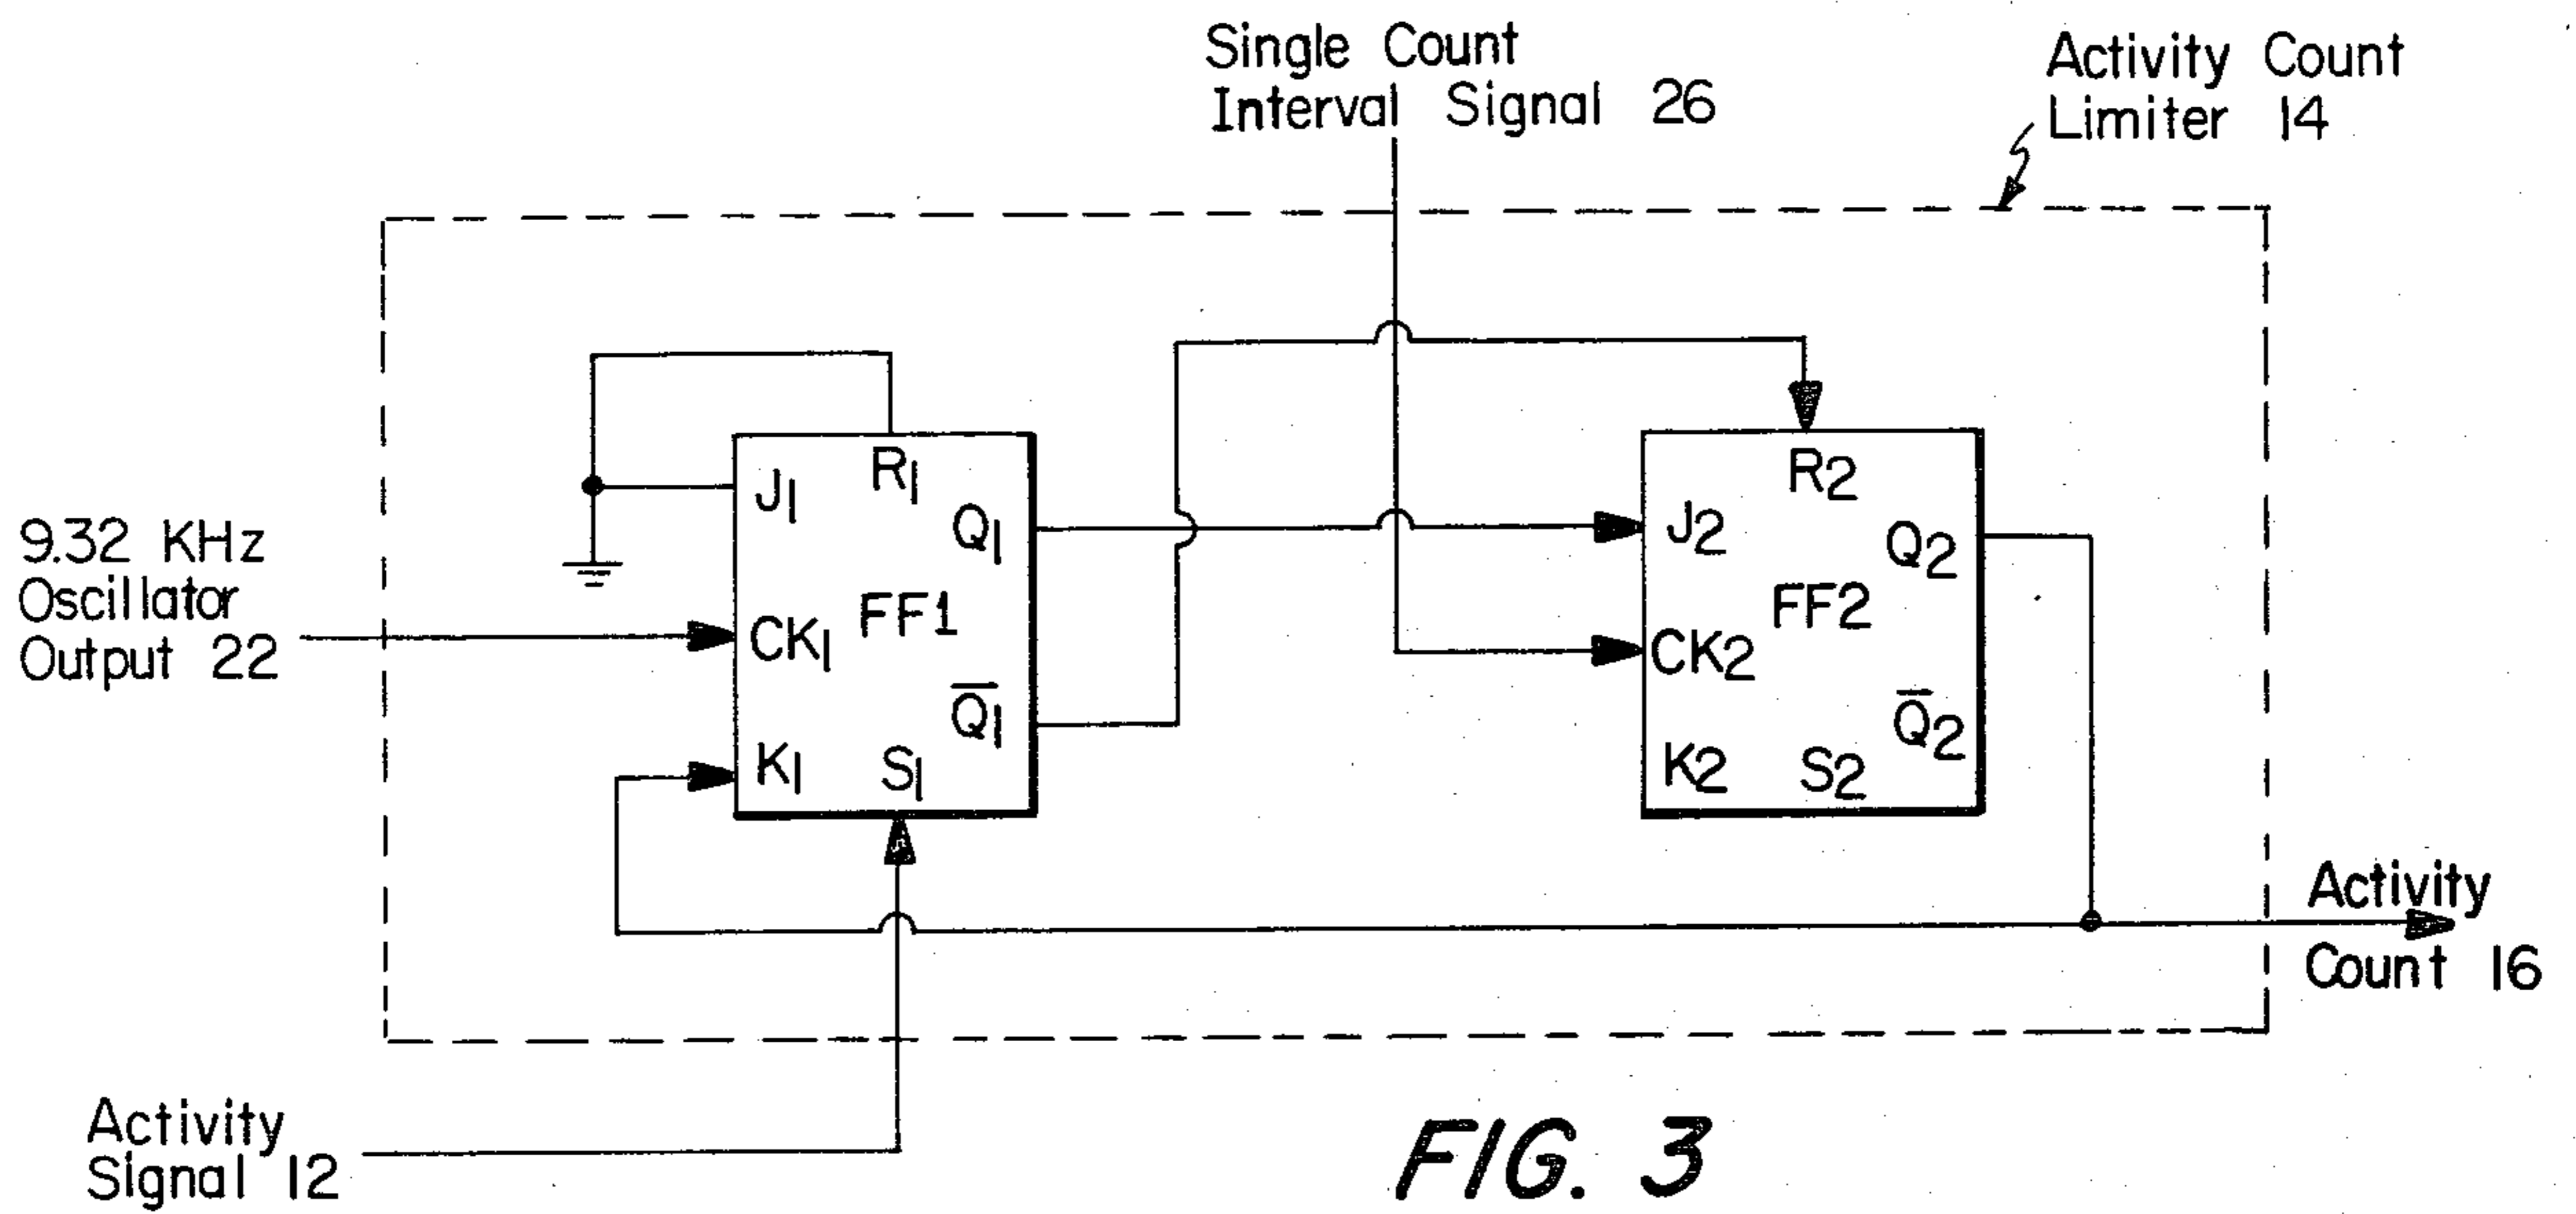 Single Count
Interval Signal 26
Activity Count
Limiter 14
9.32 KHz
Oscillator
Output 22
J1
R1
Q1
CK1
FF1
Q̅1
K1
S1
R2
J2
Q2
FF2
CK2
Q̅2
K2
S2
Activity
Count 16
Activity
Signal 12
FIG. 3